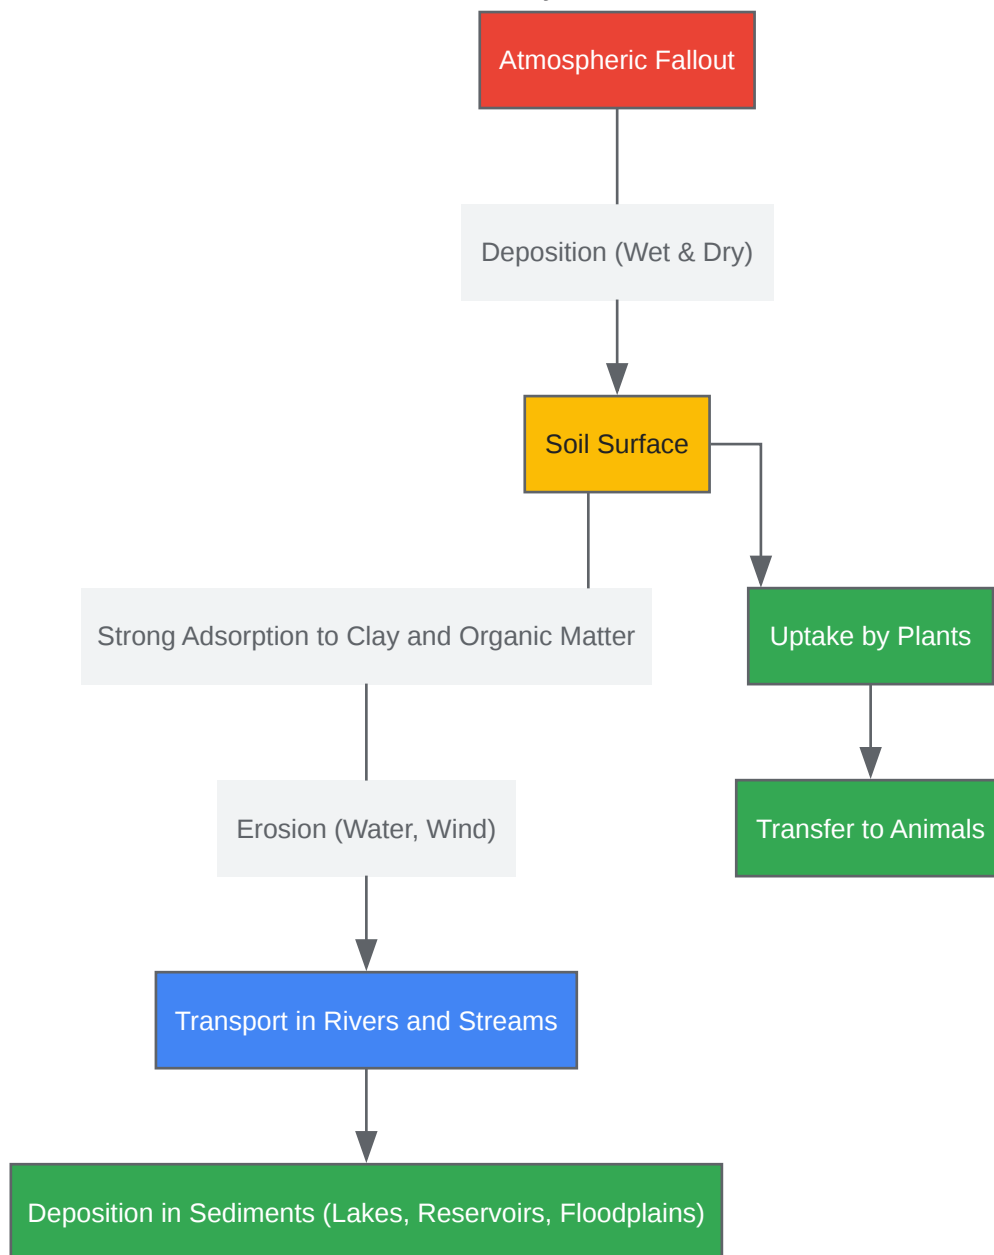 Atmospheric Fallout
Deposition (Wet & Dry)
Soil Surface
Strong Adsorption to Clay and Organic Matter
Uptake by Plants
Erosion (Water, Wind)
Transfer to Animals
Transport in Rivers and Streams
Deposition in Sediments (Lakes, Reservoirs, Floodplains)